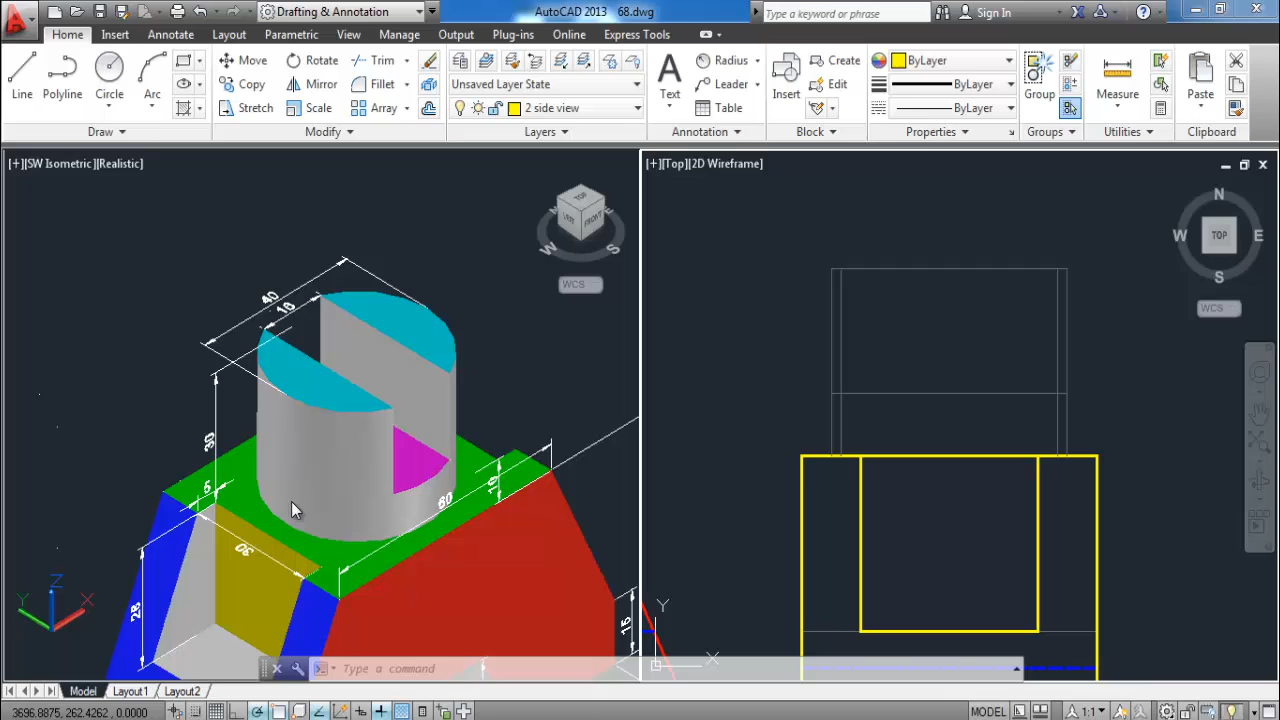 Drafting & Annotation
AutoCAD 2013 68.dwg
Type a keyword or phrase
Sign In
Home Insert Annotate Layout Parametric View Manage Output Plug-ins Online Express Tools
Line Polyline Circle Arc
Move Rotate Trim
Copy Mirror Fillet
Stretch Scale Array
Unsaved Layer State
2 side view
Text
Radius
Leader
Table
Insert
Create
Edit
ByLayer
ByLayer
ByLayer
Group
Measure
Paste
Draw Modify Layers Annotation Block Properties Groups Utilities Clipboard
[+][SW Isometric][Realistic]
[+][Top][2D Wireframe]
TOP
LEFT FRONT
N E
W S
WCS
N
W TOP E
S
WCS
40
16
30
5
30
60
10
28
15
Z
Y X
Y
X
Type a command
Model Layout1 Layout2
3696.8875, 262.4262, 0.0000
MODEL
1:1